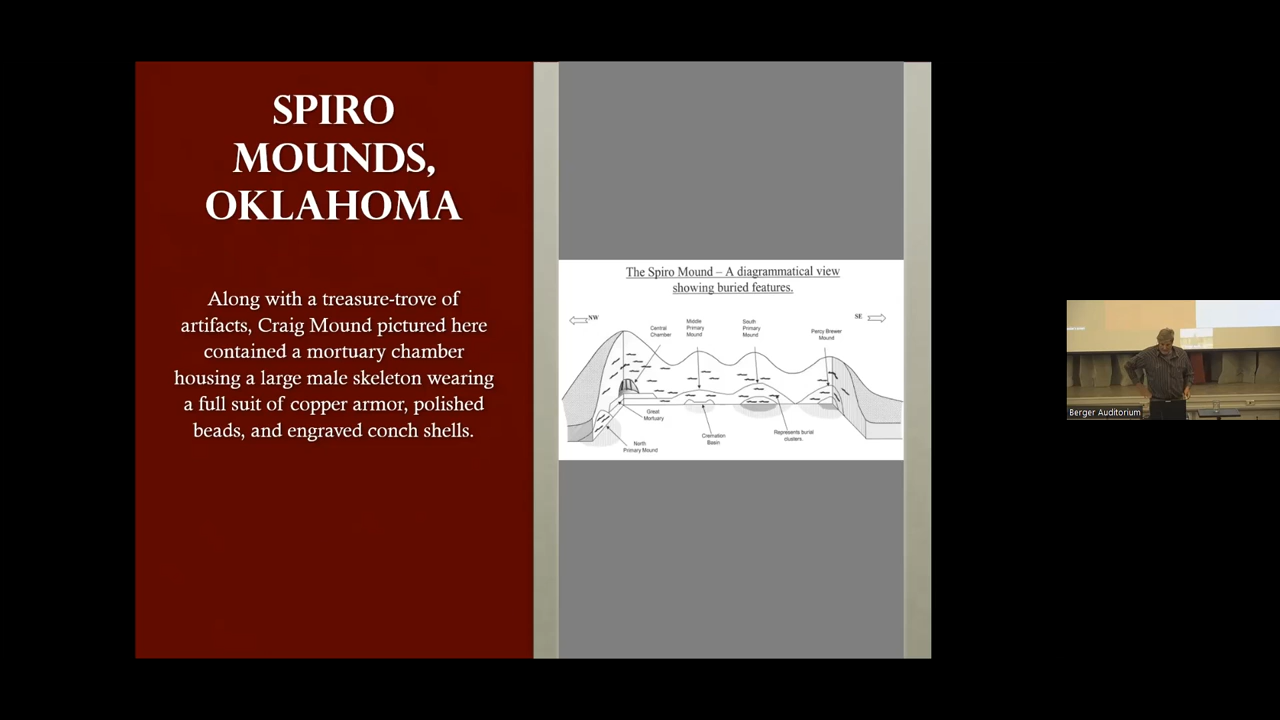 SPIRO
MOUNDS,
OKLAHOMA
Along with a treasure-trove of
artifacts, Craig Mound pictured here
contained a mortuary chamber
housing a large male skeleton wearing
a full suit of copper armor, polished
beads, and engraved conch shells.
The Spiro Mound – A diagrammatical view
showing buried features.
NW
SE
Central
Chamber
Middle
Primary
Mound
South
Primary
Mound
Percy Brewer
Mound
Great
Mortuary
North
Primary Mound
Cremation
Basin
Represents burial
clusters.
Berger Auditorium